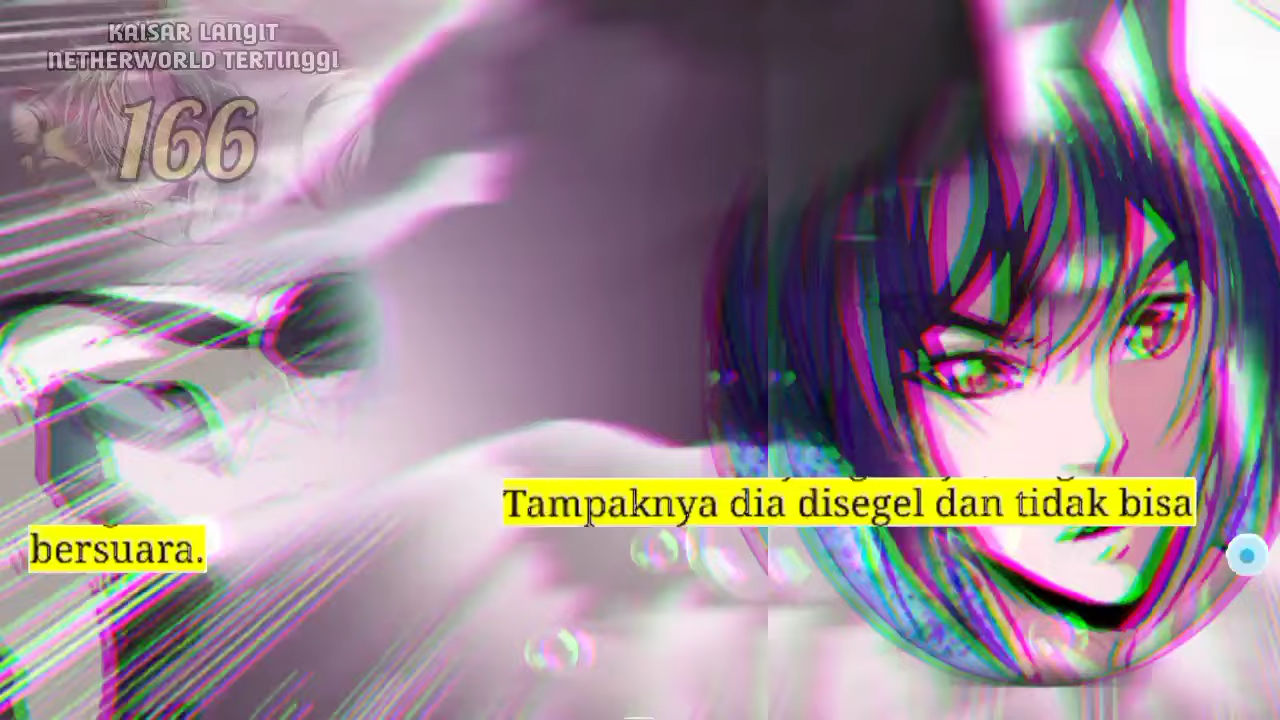 KAISAR LANGIT
NETHERWORLD TERTINGGI
166
Tampaknya dia disegel dan tidak bisa
bersuara.